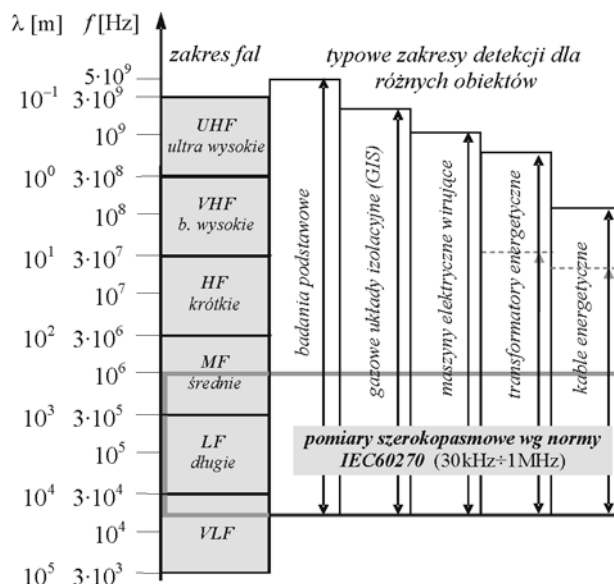 λ [m] f [Hz]
zakres fal
typowe zakresy detekcji dla
różnych obiektów
5·10⁹
10⁻¹ 3·10⁹
UHF
10⁹
ultra wysokie
10⁰ 3·10⁸
VHF
10⁸
b. wysokie
10¹ 3·10⁷
HF
10⁷
krótkie
10² 3·10⁶
MF
10⁶
średnie
10³ 3·10⁵
LF
10⁵
długie
10⁴ 3·10⁴
10⁴
VLF
10⁵ 3·10³
badania podstawowe
gazowe układy izolacyjne (GIS)
maszyny elektryczne wirujące
transformatory energetyczne
kable energetyczne
pomiary szerokopasmowe wg normy
IEC60270 (30kHz÷1MHz)